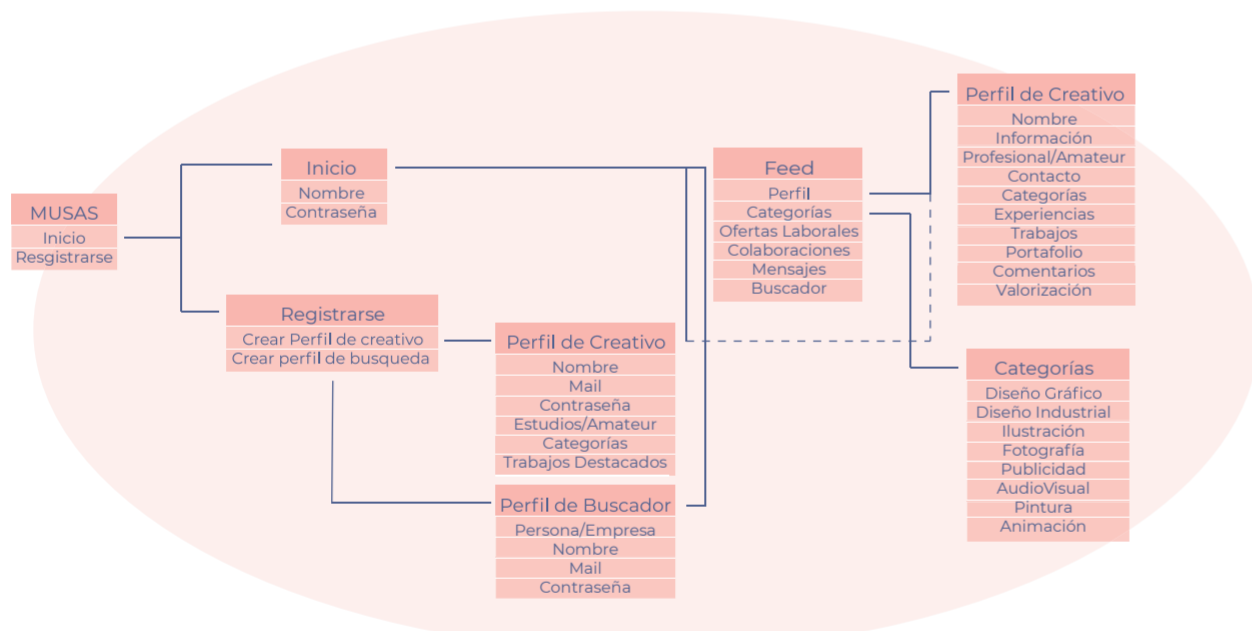 MUSAS
Inicio
Resgistrarse
Inicio
Nombre
Contraseña
Registrarse
Crear Perfil de creativo
Crear perfil de busqueda
Perfil de Creativo
Nombre
Mail
Contraseña
Estudios/Amateur
Categorías
Trabajos Destacados
Perfil de Buscador
Persona/Empresa
Nombre
Mail
Contraseña
Feed
Perfil
Categorías
Ofertas Laborales
Colaboraciones
Mensajes
Buscador
Perfil de Creativo
Nombre
Información
Profesional/Amateur
Contacto
Categorías
Experiencias
Trabajos
Portafolio
Comentarios
Valorización
Categorías
Diseño Gráfico
Diseño Industrial
Ilustración
Fotografía
Publicidad
AudioVisual
Pintura
Animación